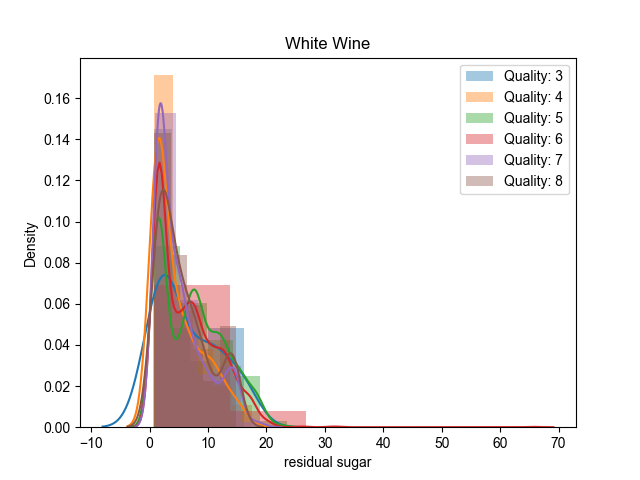 White Wine
Quality: 3
Quality: 4
Quality: 5
Quality: 6
Quality: 7
Quality: 8
Density
0.16
0.14
0.12
0.10
0.08
0.06
0.04
0.02
0.00
−10 0 10 20 30 40 50 60 70
residual sugar